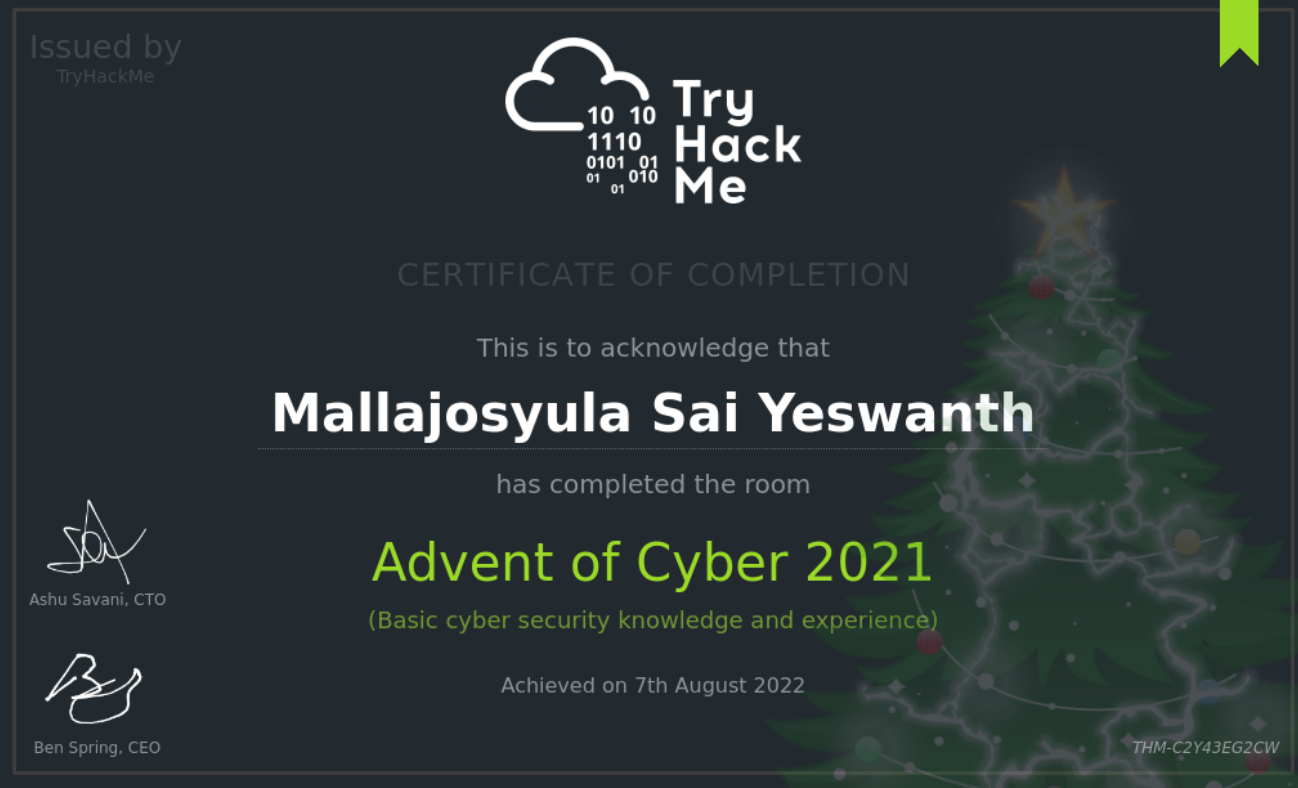 Issued by
TryHackMe
10 10
1110
0101 01
01 010
01
Try
Hack
Me
CERTIFICATE OF COMPLETION
This is to acknowledge that
Mallajosyula Sai Yeswanth
has completed the room
Advent of Cyber 2021
(Basic cyber security knowledge and experience)
Achieved on 7th August 2022
Ashu Savani, CTO
Ben Spring, CEO
THM-C2Y43EG2CW